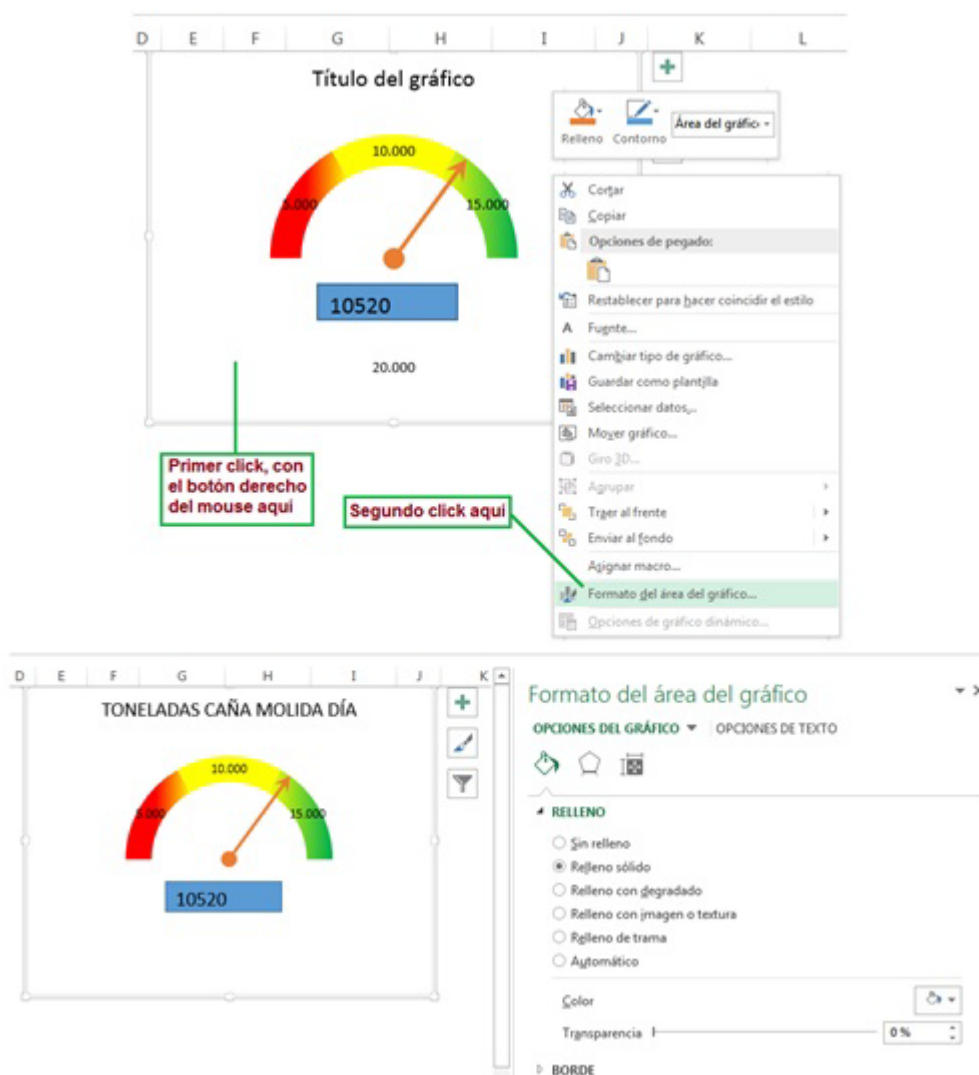 D E F G H I J K L
Título del gráfico
10.000
5.000
15.000
10520
20.000
Relleno Contorno
Área del gráfic
Cortar
Copiar
Opciones de pegado:
Restablecer para hacer coincidir el estilo
A Fuente...
Cambiar tipo de gráfico...
Guardar como plantilla
Seleccionar datos...
Mover gráfico...
Giro 3D...
Agrupar
Traer al frente
Enviar al fondo
Asignar macro...
Formato del área del gráfico...
Opciones de gráfico dinámico...
Primer click, con
el botón derecho
del mouse aqui
Segundo click aqui
D E F G H I J K
TONELADAS CAÑA MOLIDA DÍA
10.000
5.000
15.000
10520
Formato del área del gráfico
OPCIONES DEL GRÁFICO OPCIONES DE TEXTO
RELLENO
Sin relleno
Relleno sólido
Relleno con degradado
Relleno con imagen o textura
Relleno de trama
Automático
Color
Transparencia 0 %
BORDE